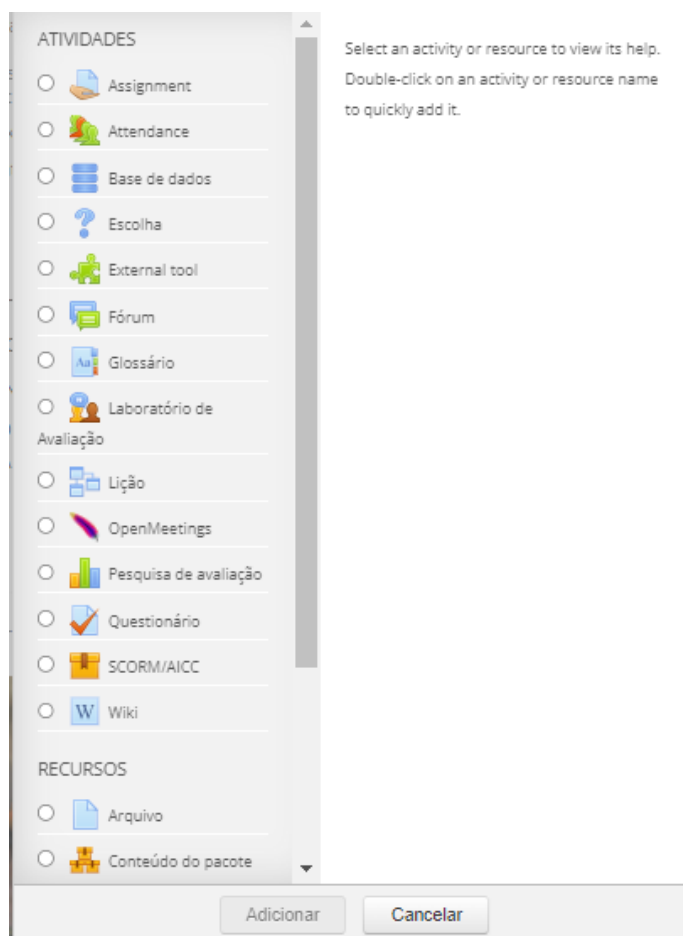 ATIVIDADES
Assignment
Attendance
Base de dados
Escolha
External tool
Fórum
Aa
Glossário
Laboratório de
Avaliação
Lição
OpenMeetings
Pesquisa de avaliação
Questionário
SCORM/AICC
W Wiki
RECURSOS
Arquivo
Conteúdo do pacote
Select an activity or resource to view its help.
Double-click on an activity or resource name
to quickly add it.
Adicionar
Cancelar